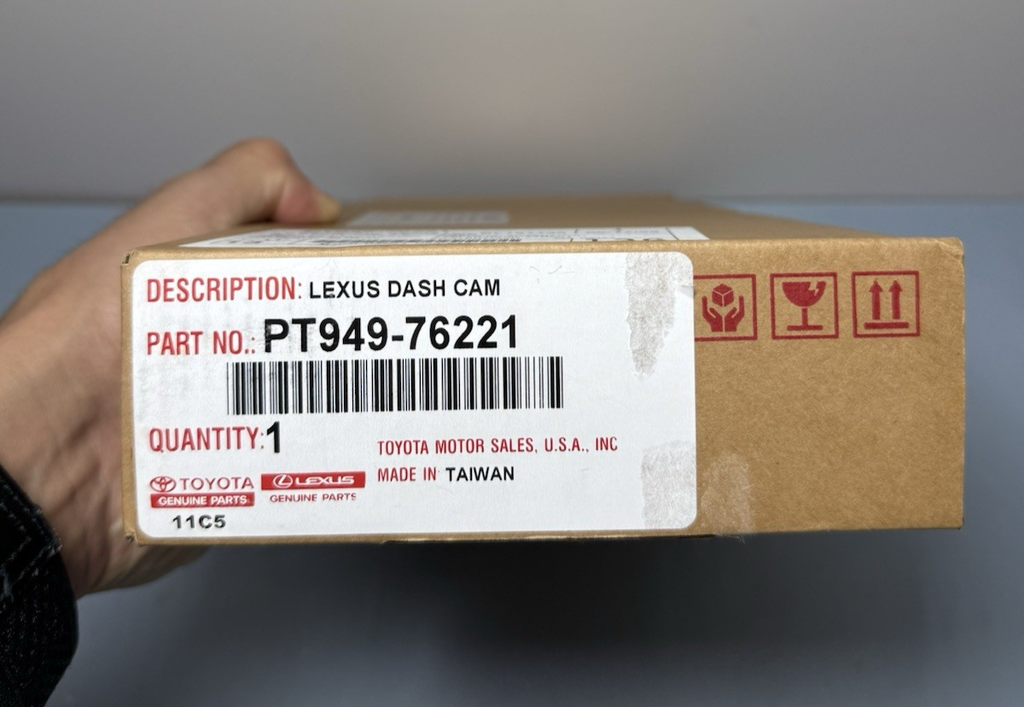 DESCRIPTION: LEXUS DASH CAM
PART NO.: PT949-76221
QUANTITY: 1
TOYOTA MOTOR SALES, U.S.A., INC
MADE IN TAIWAN
TOYOTA
GENUINE PARTS
LEXUS
GENUINE PARTS
11C5